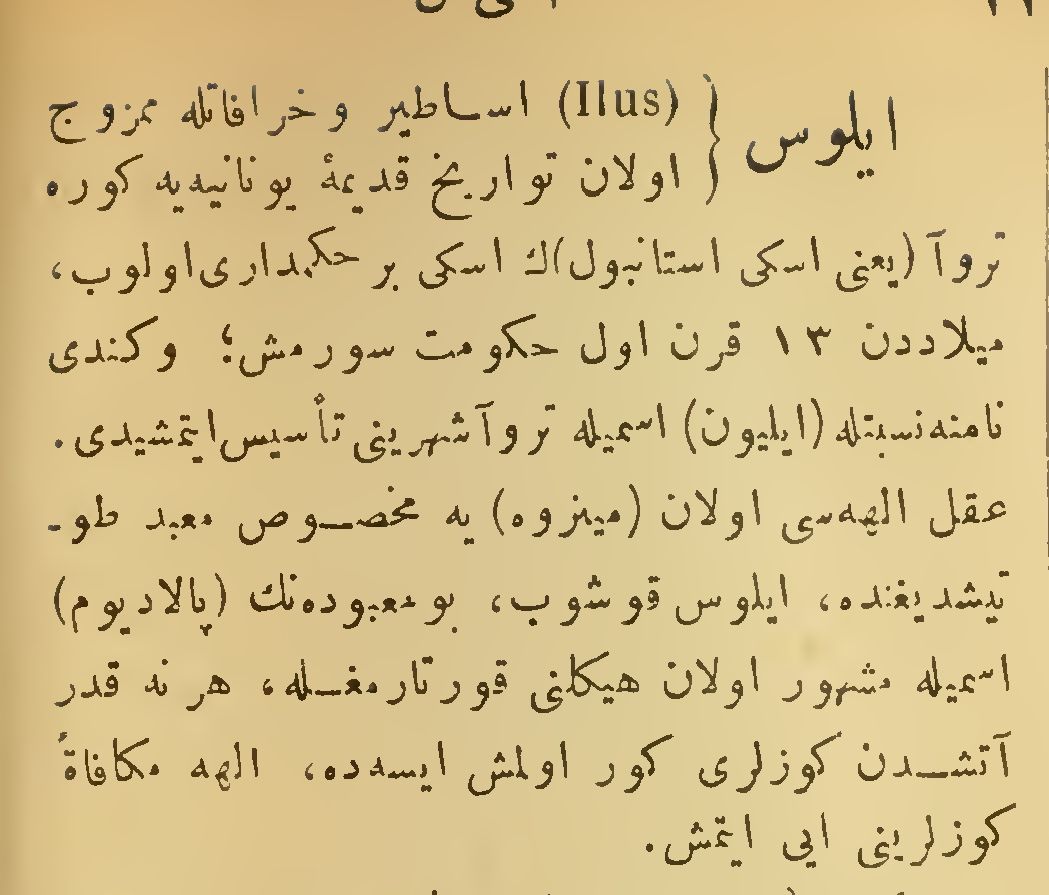 ايلوس { (Ilus) اساطير و خرافاتله ممزوج
اولان تواريخ قديمهٔ يونانيه‌يه كوره
تروآ (يعنى اسكى استانبول)ك اسكى بر حكمدارى اولوب،
ميلاددن ١٣ قرن اول حكومت سورمش؛ وكندى
نامنه نسبتله (ايليون) اسميله تروآ شهرينى تأسيس ايتمشيدى.
عقل الهه‌سى اولان (مينروه) يه مخصوص معبد طو-
تيشديغنده، ايلوس قوشوب، بو معبوده‌نك (پالاديوم)
اسميله مشهور اولان هيكلنى قورتارمغله، هر نه قدر
آتشدن كوزلرى كور اولمش ايسه‌ده، الهه مكافاةً
كوزلرينى ايى ايتمش.